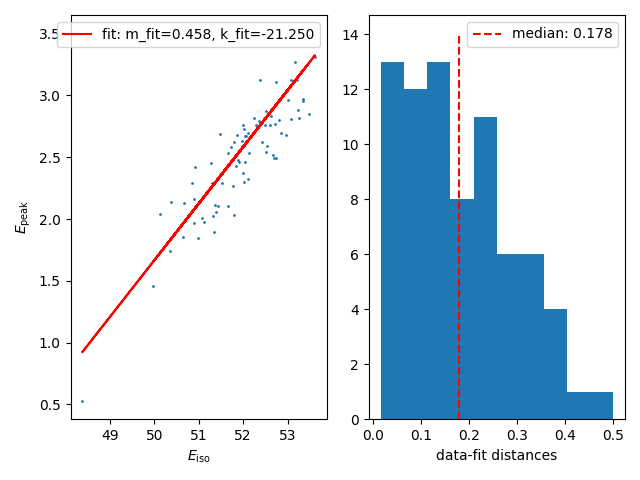 fit: m_fit=0.458, k_fit=-21.250
3.5
3.0
2.5
2.0
1.5
1.0
0.5
E_peak
49 50 51 52 53
E_iso
median: 0.178
14
12
10
8
6
4
2
0
0.0 0.1 0.2 0.3 0.4 0.5
data-fit distances